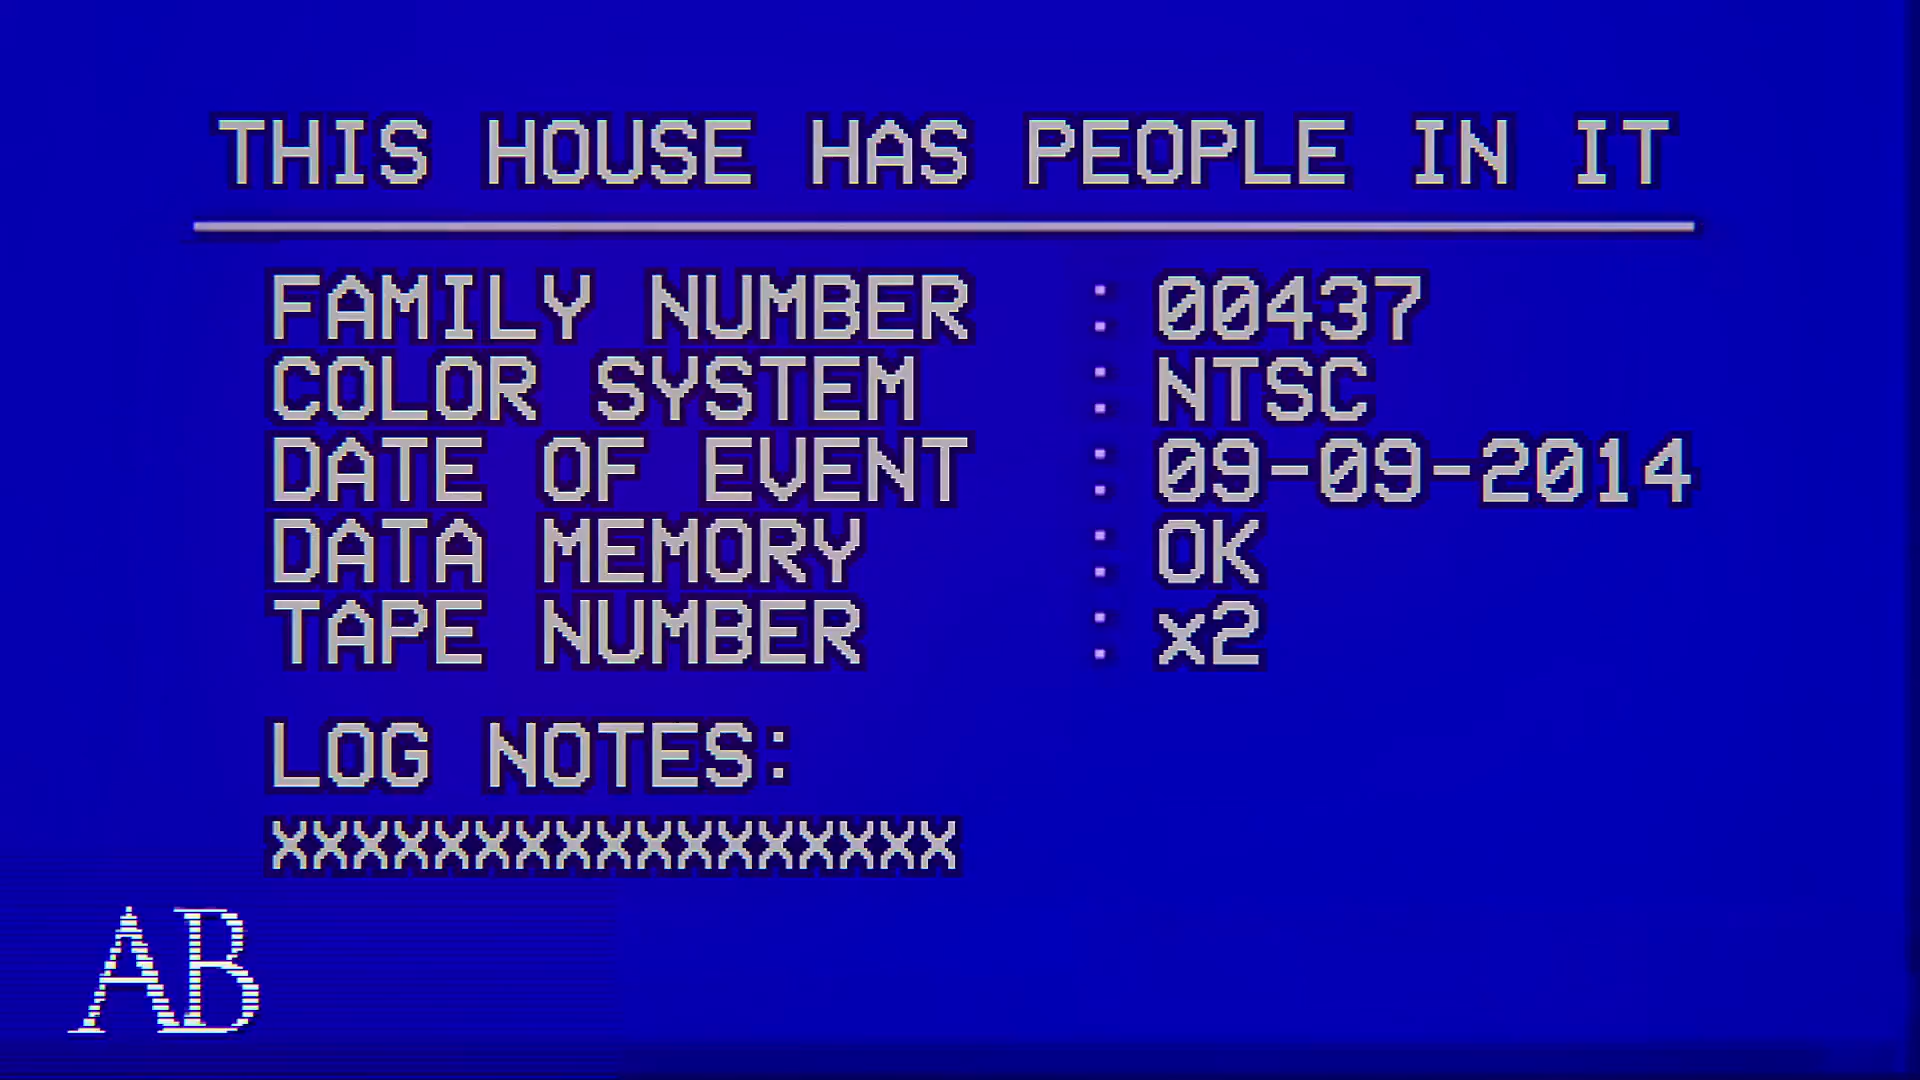 THIS HOUSE HAS PEOPLE IN IT
FAMILY NUMBER : 00437
COLOR SYSTEM : NTSC
DATE OF EVENT : 09-09-2014
DATA MEMORY : OK
TAPE NUMBER : x2
LOG NOTES:
XXXXXXXXXXXXXXXXX
AB